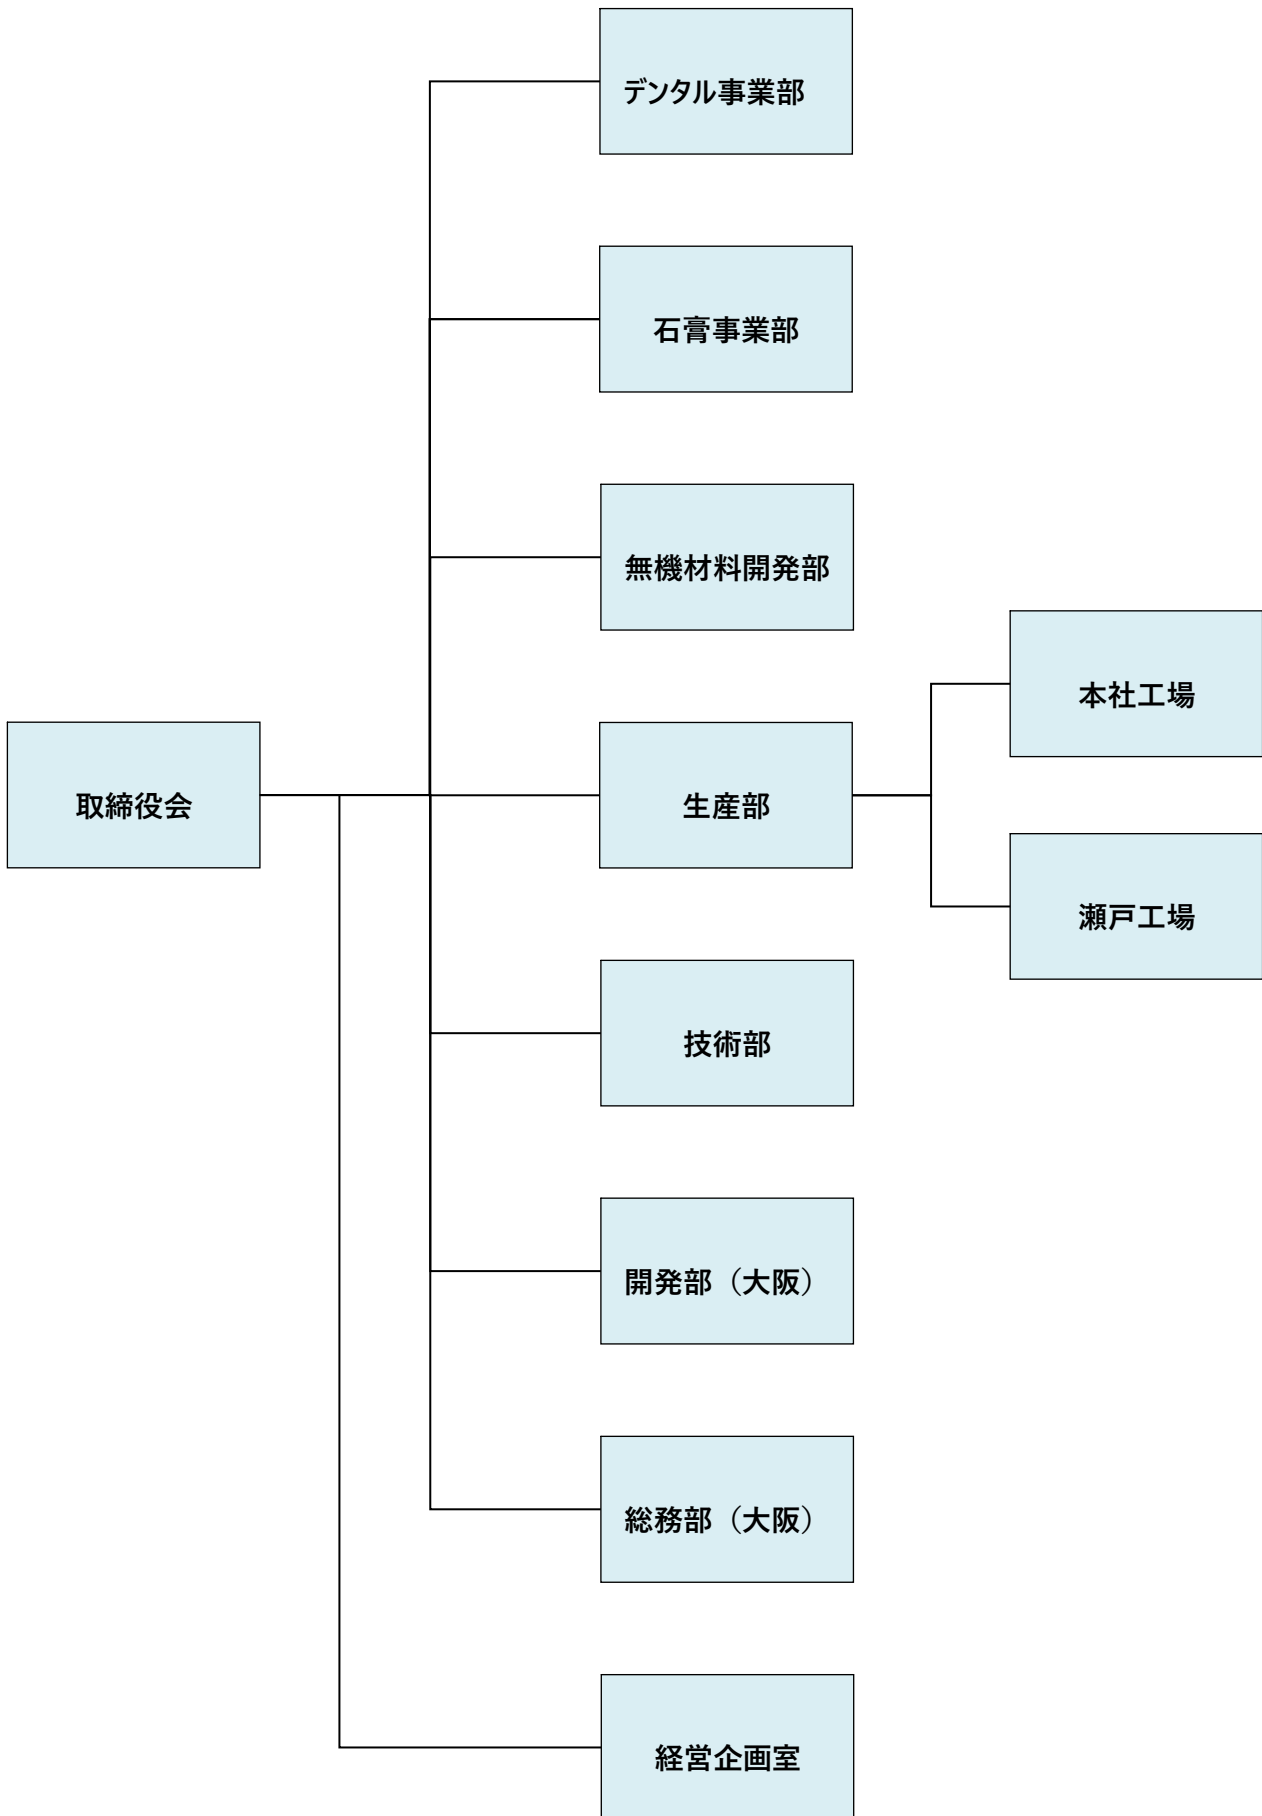 デンタル事業部
石膏事業部
無機材料開発部
本社工場
取締役会
生産部
瀬戸工場
技術部
開発部（大阪）
総務部（大阪）
経営企画室